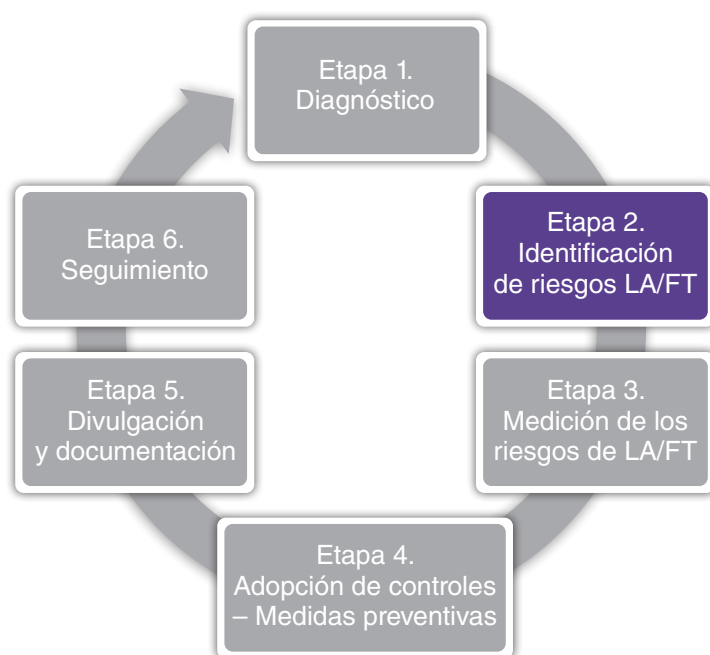 Etapa 1.
Diagnóstico
Etapa 2.
Identificación
de riesgos LA/FT
Etapa 3.
Medición de los
riesgos de LA/FT
Etapa 4.
Adopción de controles
– Medidas preventivas
Etapa 5.
Divulgación
y documentación
Etapa 6.
Seguimiento